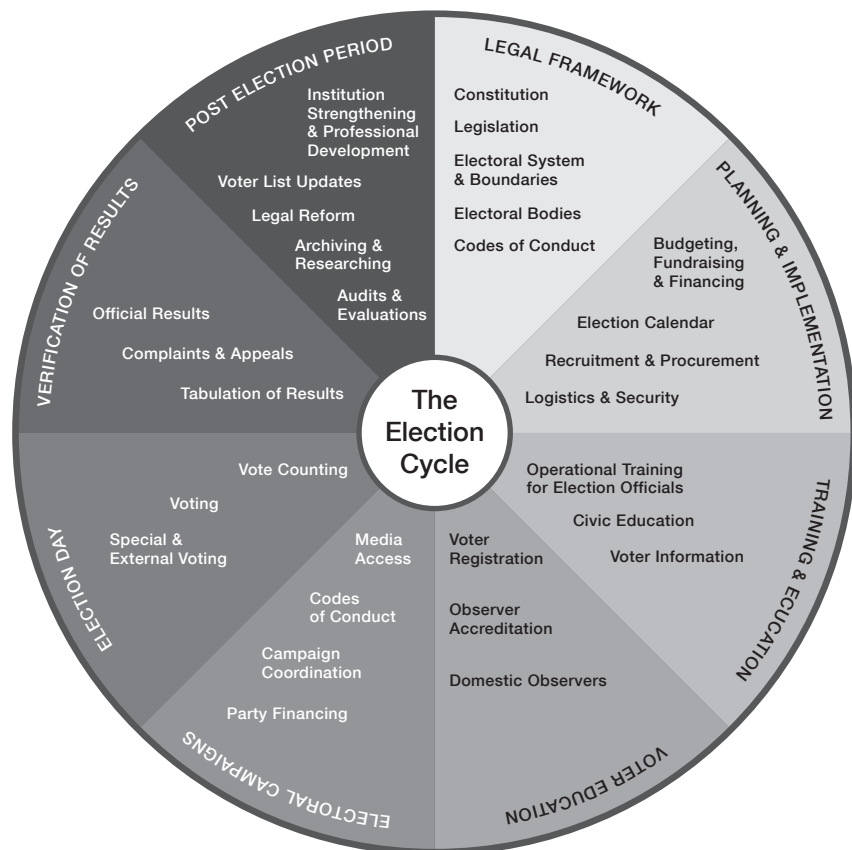 LEGAL FRAMEWORK
Constitution
Legislation
Electoral System
& Boundaries
Electoral Bodies
Codes of Conduct
PLANNING & IMPLEMENTATION
Budgeting,
Fundraising
& Financing
Election Calendar
Recruitment & Procurement
Logistics & Security
TRAINING & ECUCATION
Operational Training
for Election Officials
Civic Education
Voter Information
VOTER EDUCATION
Voter
Registration
Observer
Accreditation
Domestic Observers
ELECTORAL CAMPAIGNS
Media
Access
Codes
of Conduct
Campaign
Coordination
Party Financing
ELECTION DAY
Vote Counting
Voting
Special &
External Voting
VERIFICATION OF RESULTS
Official Results
Complaints & Appeals
Tabulation of Results
POST ELECTION PERIOD
Institution
Strengthening
& Professional
Development
Voter List Updates
Legal Reform
Archiving &
Researching
Audits &
Evaluations
The
Election
Cycle